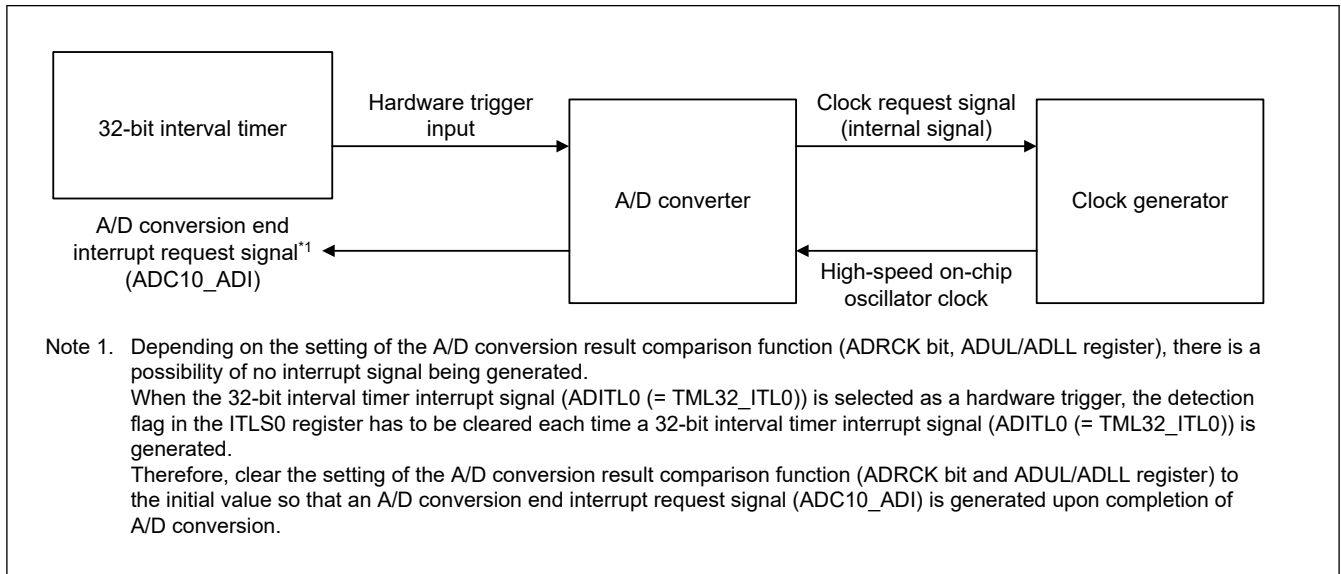 32-bit interval timer
Hardware trigger
input
A/D converter
Clock request signal
(internal signal)
Clock generator
A/D conversion end
interrupt request signal*1
(ADC10_ADI)
High-speed on-chip
oscillator clock
Note 1. Depending on the setting of the A/D conversion result comparison function (ADRCK bit, ADUL/ADLL register), there is a
possibility of no interrupt signal being generated.
When the 32-bit interval timer interrupt signal (ADITL0 (= TML32_ITL0)) is selected as a hardware trigger, the detection
flag in the ITLS0 register has to be cleared each time a 32-bit interval timer interrupt signal (ADITL0 (= TML32_ITL0)) is
generated.
Therefore, clear the setting of the A/D conversion result comparison function (ADRCK bit and ADUL/ADLL register) to
the initial value so that an A/D conversion end interrupt request signal (ADC10_ADI) is generated upon completion of
A/D conversion.